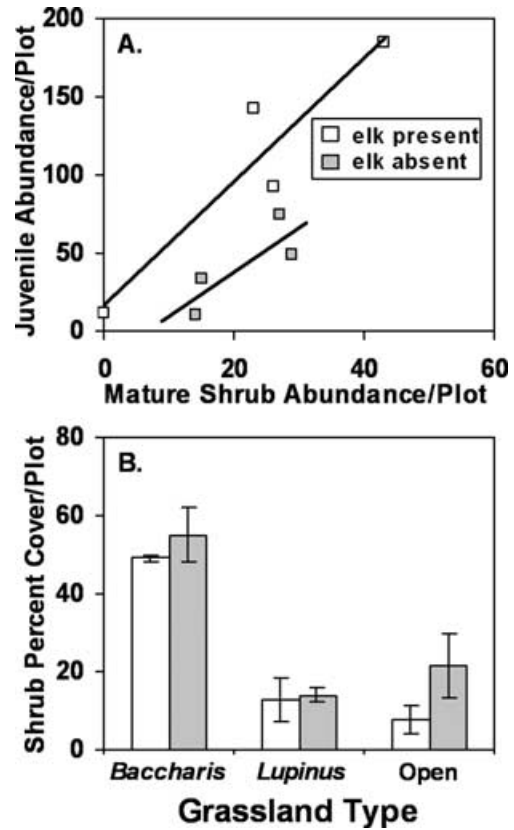 A.
Juvenile Abundance/Plot
200
150
100
50
0
elk present
elk absent
0
20
40
60
Mature Shrub Abundance/Plot
B.
Shrub Percent Cover/Plot
80
60
40
20
0
Baccharis
Lupinus
Open
Grassland Type